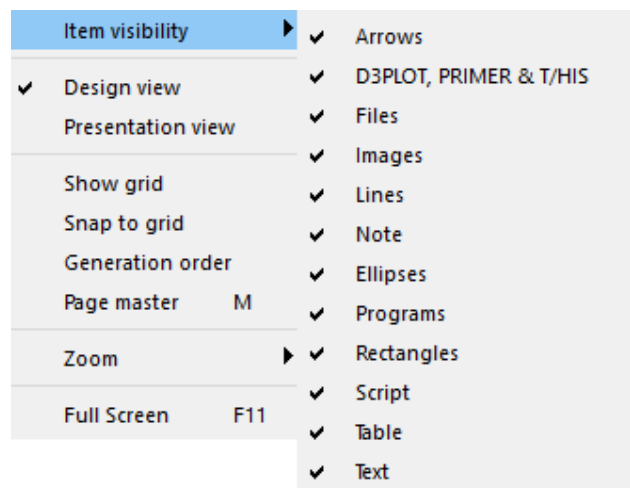 Item visibility
Design view
Presentation view
Show grid
Snap to grid
Generation order
Page master M
Zoom
Full Screen F11
Arrows
D3PLOT, PRIMER & T/HIS
Files
Images
Lines
Note
Ellipses
Programs
Rectangles
Script
Table
Text